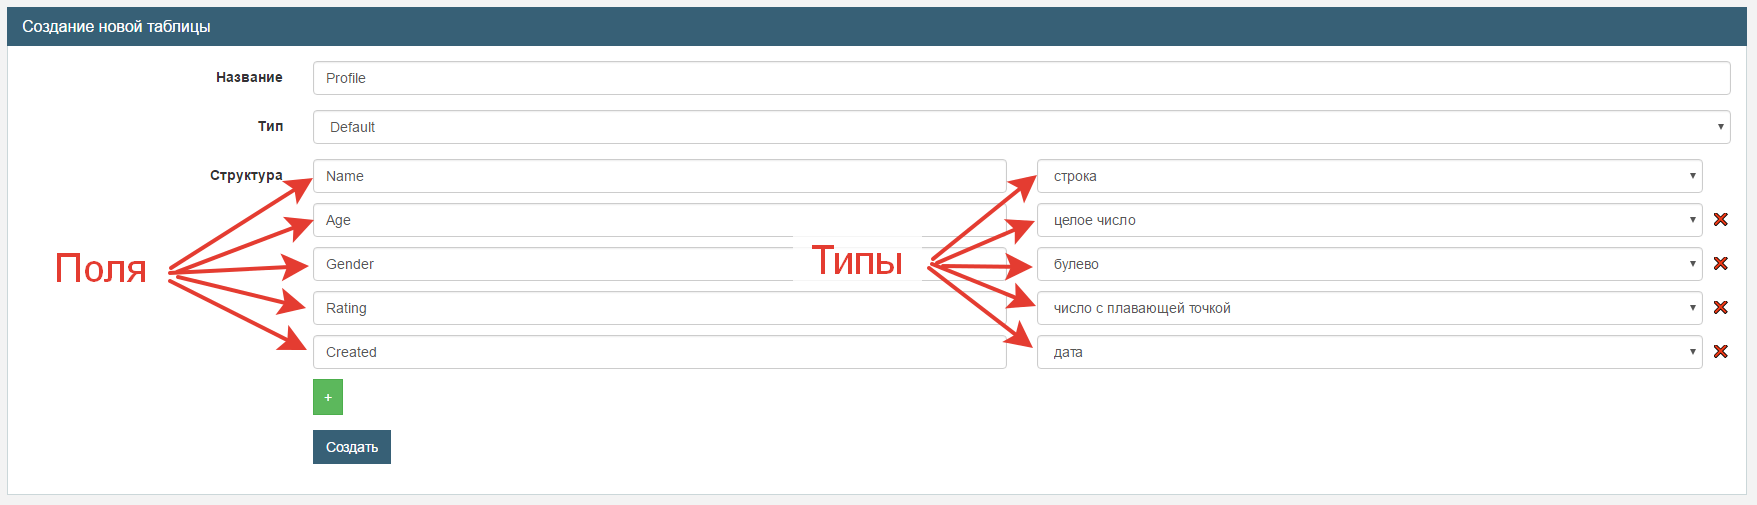 Создание новой таблицы
Название Profile
Тип Default
Структура Name строка
Age целое число
Поля Gender Типы булево
Rating число с плавающей точкой
Created дата
+
Создать